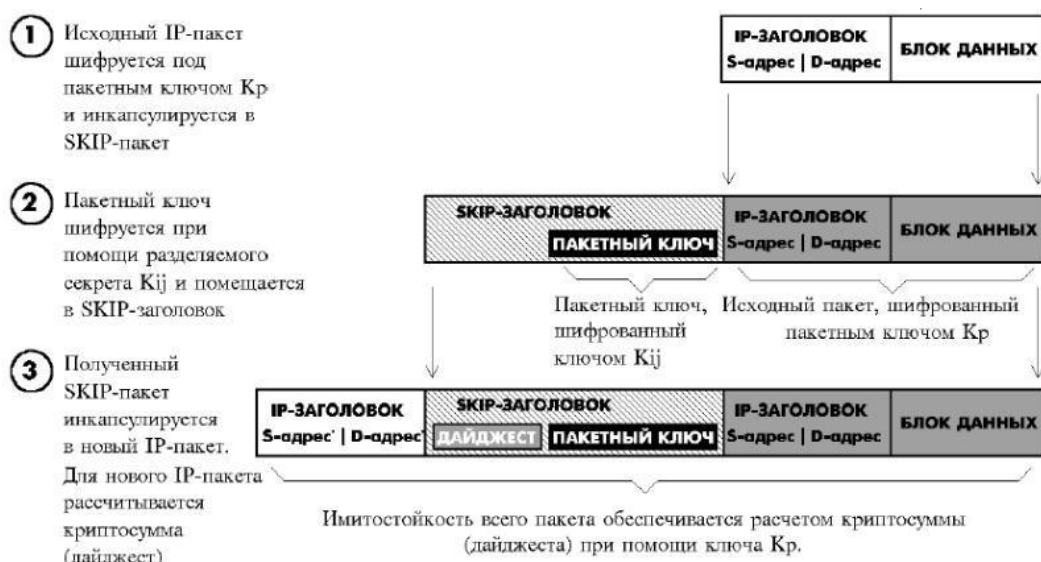 1
Исходный IP-пакет
шифруется под
пакетным ключом Kp
и инкапсулируется в
SKIP-пакет
IP-ЗАГОЛОВОК
S-адрес | D-адрес
БЛОК ДАННЫХ
2
Пакетный ключ
шифруется при
помощи разделяемого
секрета Kij и помещается
в SKIP-заголовок
SKIP-ЗАГОЛОВОК
ПАКЕТНЫЙ КЛЮЧ
IP-ЗАГОЛОВОК
S-адрес | D-адрес
БЛОК ДАННЫХ
Пакетный ключ,
шифрованный
ключом Kij
Исходный пакет, шифрованный
пакетным ключом Kp
3
Полученный
SKIP-пакет
инкапсулируется
в новый IP-пакет.
Для нового IP-пакета
рассчитывается
криптосумма
(дайджест)
IP-ЗАГОЛОВОК
S-адрес' | D-адрес'
SKIP-ЗАГОЛОВОК
ДАЙДЖЕСТ
ПАКЕТНЫЙ КЛЮЧ
IP-ЗАГОЛОВОК
S-адрес | D-адрес
БЛОК ДАННЫХ
Имитостойкость всего пакета обеспечивается расчетом криптосуммы
(дайджеста) при помощи ключа Kp.